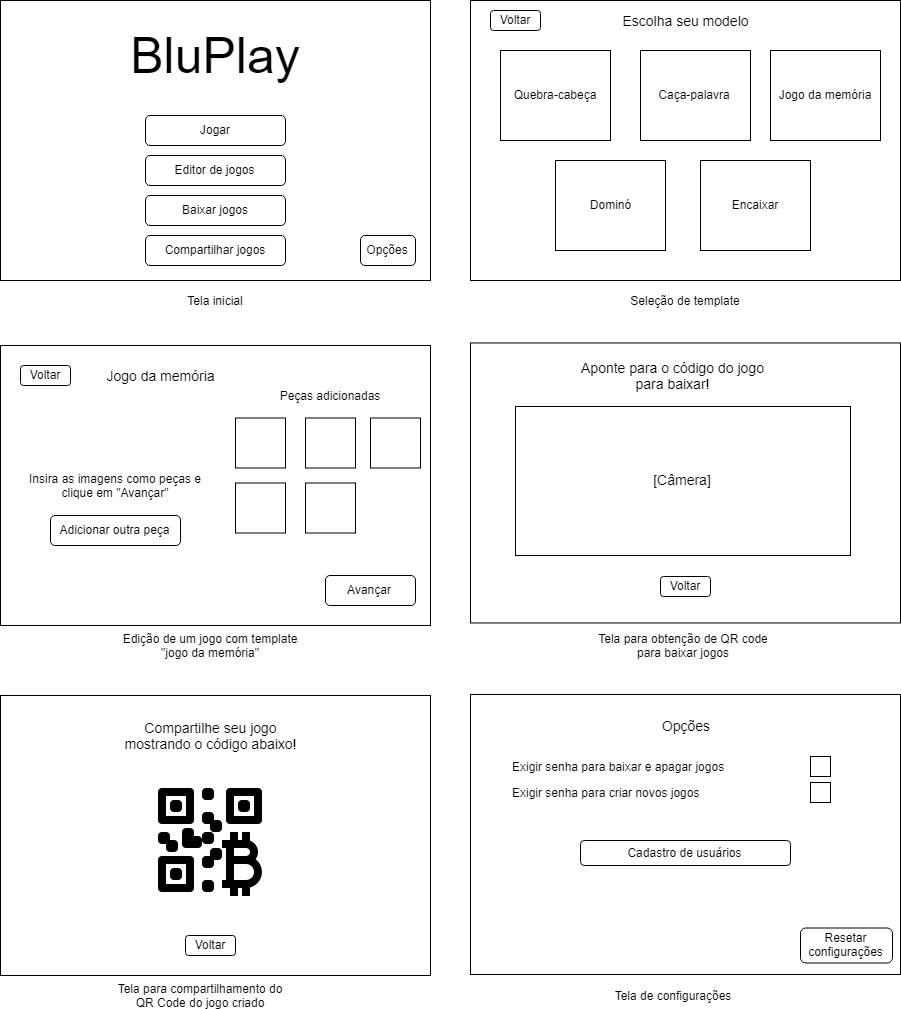 BluPlay
Jogar
Editor de jogos
Baixar jogos
Compartilhar jogos
Opções
Tela inicial
Voltar
Escolha seu modelo
Quebra-cabeça
Caça-palavra
Jogo da memória
Dominó
Encaixar
Seleção de template
Voltar
Jogo da memória
Peças adicionadas
Insira as imagens como peças e
clique em "Avançar"
Adicionar outra peça
Avançar
Edição de um jogo com template
"jogo da memória"
Aponte para o código do jogo
para baixar!
[Câmera]
Voltar
Tela para obtenção de QR code
para baixar jogos
Compartilhe seu jogo
mostrando o código abaixo!
Voltar
Tela para compartilhamento do
QR Code do jogo criado
Opções
Exigir senha para baixar e apagar jogos
Exigir senha para criar novos jogos
Cadastro de usuários
Resetar
configurações
Tela de configurações